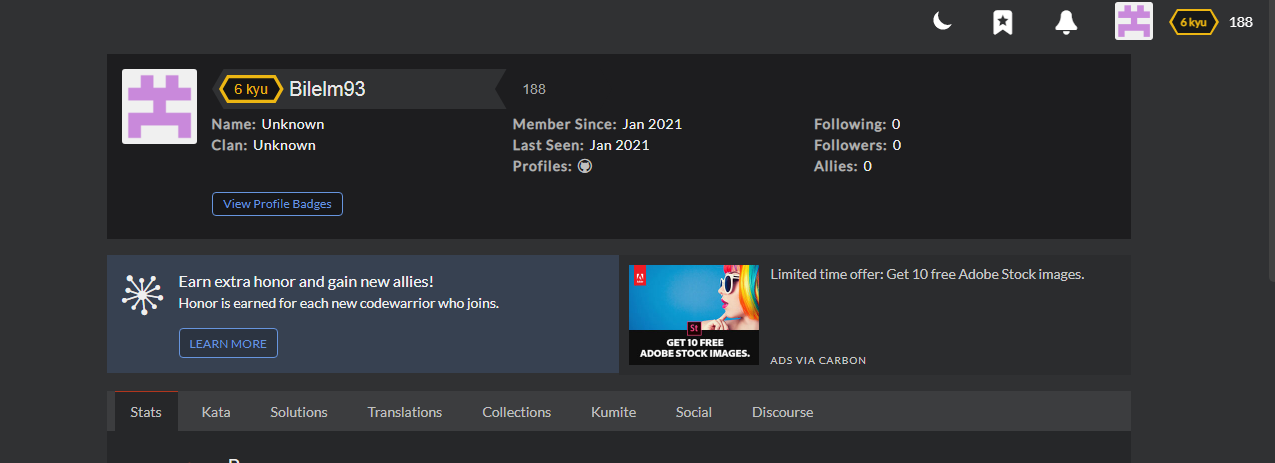 6 kyu 188
6 kyu Bilelm93 188
Name: Unknown Member Since: Jan 2021 Following: 0
Clan: Unknown Last Seen: Jan 2021 Followers: 0
Profiles: Allies: 0
View Profile Badges
Earn extra honor and gain new allies!
Honor is earned for each new codewarrior who joins.
LEARN MORE
Limited time offer: Get 10 free Adobe Stock images.
St
GET 10 FREE
ADOBE STOCK IMAGES.
ADS VIA CARBON
Stats Kata Solutions Translations Collections Kumite Social Discourse